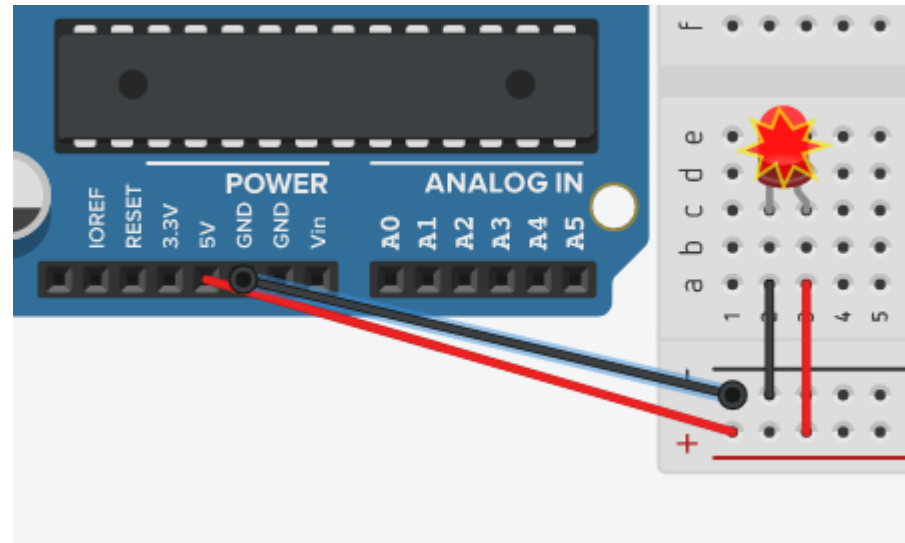 f
POWER
ANALOG IN
IOREF
RESET
3.3V
5V
GND
GND
Vin
A0
A1
A2
A3
A4
A5
e
d
c
b
a
1
2
3
4
5
-
+